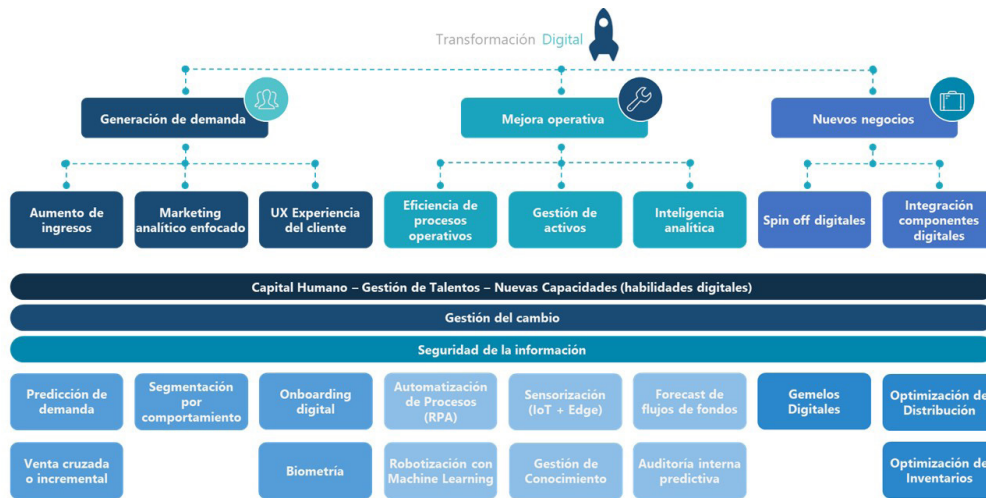 Transformación Digital
Generación de demanda
Mejora operativa
Nuevos negocios
Aumento de
ingresos
Marketing
analítico enfocado
UX Experiencia
del cliente
Eficiencia de
procesos
operativos
Gestión de
activos
Inteligencia
analítica
Spin off digitales
Integración
componentes
digitales
Capital Humano – Gestión de Talentos – Nuevas Capacidades (habilidades digitales)
Gestión del cambio
Seguridad de la información
Predicción de
demanda
Segmentación
por
comportamiento
Onboarding
digital
Automatización
de Procesos
(RPA)
Sensorización
(IoT + Edge)
Forecast de
flujos de fondos
Gemelos
Digitales
Optimización de
Distribución
Venta cruzada
o incremental
Biometría
Robotización con
Machine Learning
Gestión de
Conocimiento
Auditoría interna
predictiva
Optimización de
Inventarios